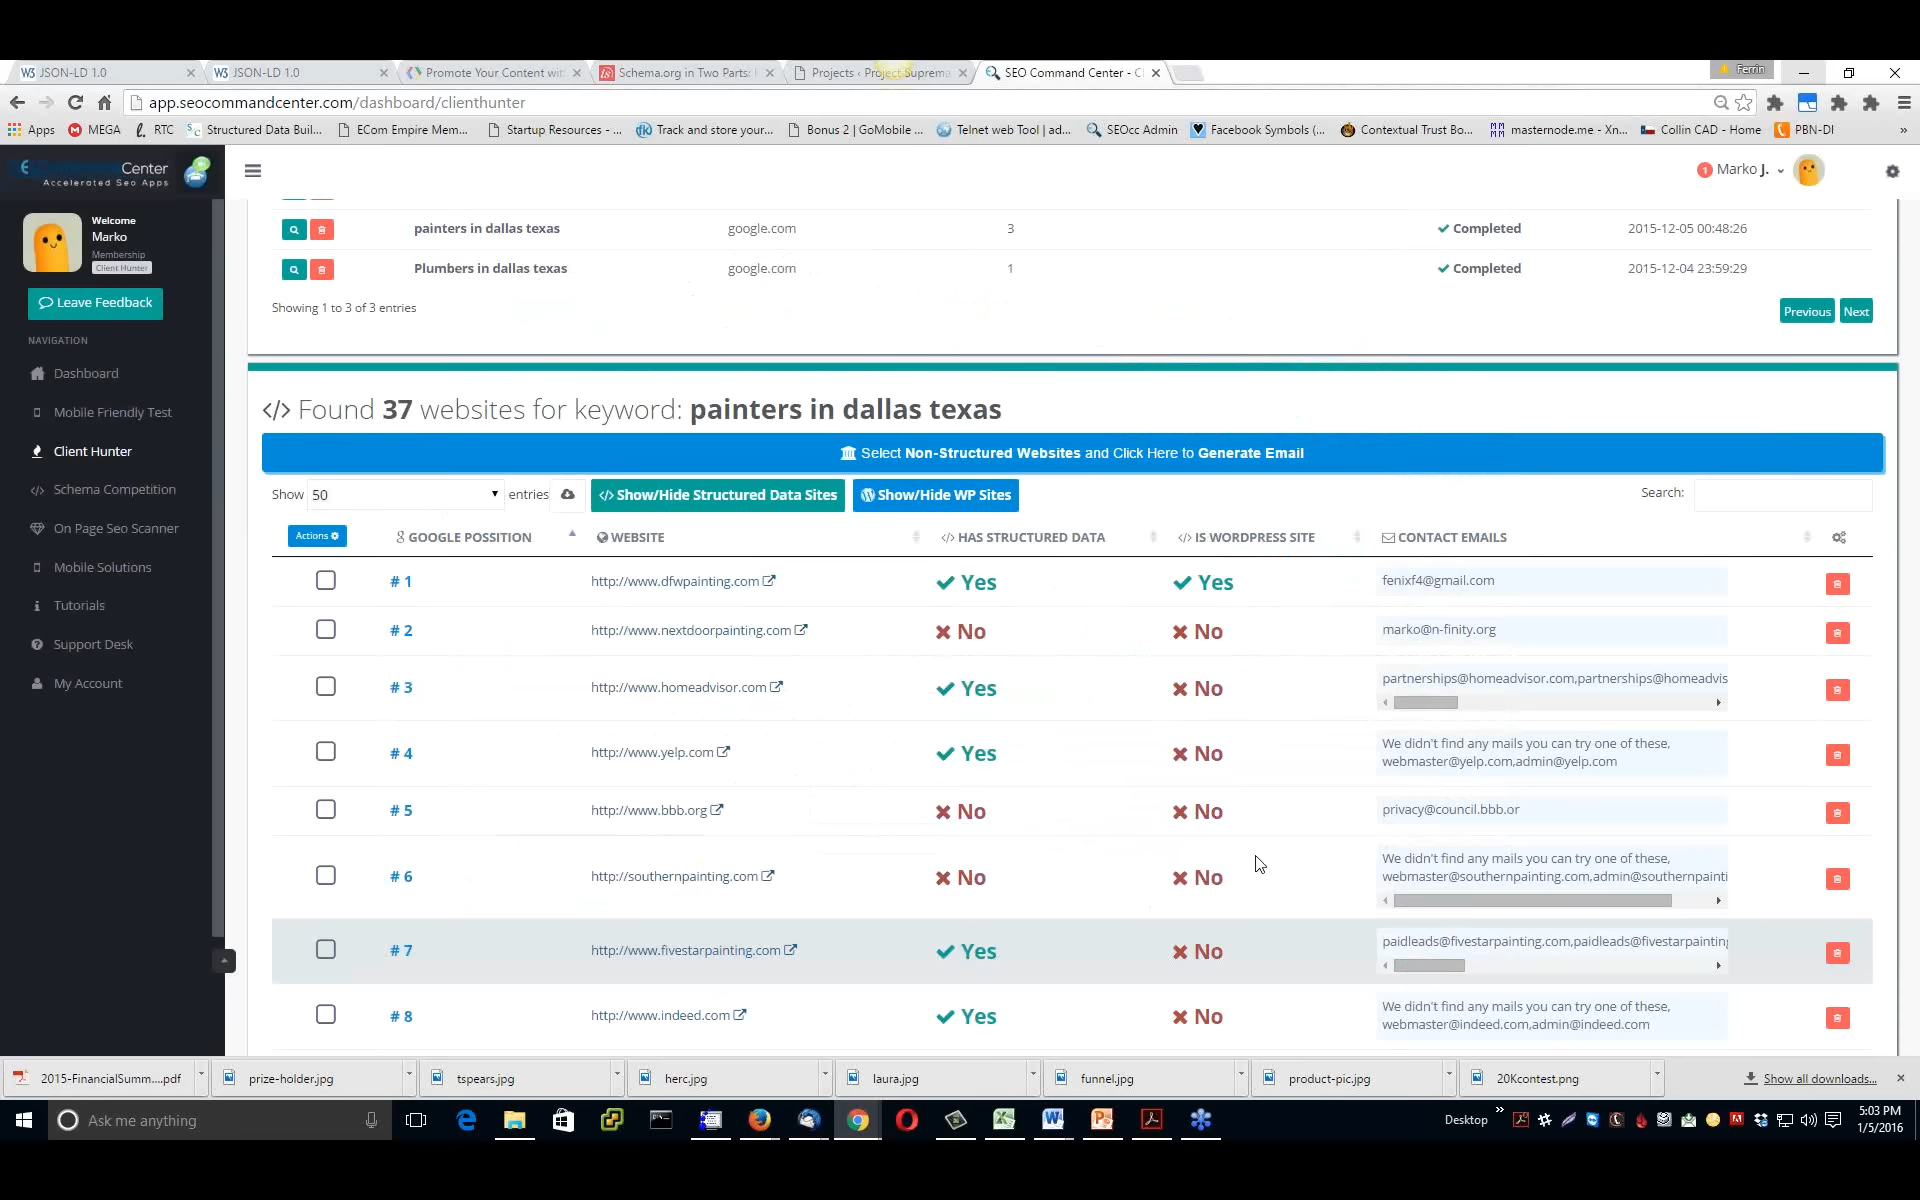 JSON-LD 1.0
JSON-LD 1.0
Promote Your Content wit
Schema.org in Two Parts:
Projects ‹ Project Suprema
SEO Command Center - Cl
Ferrin
app.seocommandcenter.com/dashboard/clienthunter
Apps
MEGA
RTC
Structured Data Buil...
ECom Empire Mem...
Startup Resources - ...
Track and store your...
Bonus 2 | GoMobile ...
Telnet web Tool | ad...
SEOcc Admin
Facebook Symbols (...
Contextual Trust Bo...
masternode.me - Xn...
Collin CAD - Home
PBN-DI
»
Center
Accelerated Seo Apps
1 Marko J.
Welcome
Marko
Membership
Client Hunter
Leave Feedback
NAVIGATION
Dashboard
Mobile Friendly Test
Client Hunter
Schema Competition
On Page Seo Scanner
Mobile Solutions
Tutorials
Support Desk
My Account
painters in dallas texas google.com 3 Completed 2015-12-05 00:48:26
Plumbers in dallas texas google.com 1 Completed 2015-12-04 23:59:29
Showing 1 to 3 of 3 entries
Previous Next
</> Found 37 websites for keyword: painters in dallas texas
Select Non-Structured Websites and Click Here to Generate Email
Show 50 entries </> Show/Hide Structured Data Sites Show/Hide WP Sites Search:
Actions GOOGLE POSSITION WEBSITE </> HAS STRUCTURED DATA </> IS WORDPRESS SITE CONTACT EMAILS
# 1 http://www.dfwpainting.com Yes Yes fenixf4@gmail.com
# 2 http://www.nextdoorpainting.com No No marko@n-finity.org
# 3 http://www.homeadvisor.com Yes No partnerships@homeadvisor.com,partnerships@homeadvis
# 4 http://www.yelp.com Yes No We didn't find any mails you can try one of these,
webmaster@yelp.com,admin@yelp.com
# 5 http://www.bbb.org No No privacy@council.bbb.or
# 6 http://southernpainting.com No No We didn't find any mails you can try one of these,
webmaster@southernpainting.com,admin@southernpainti
# 7 http://www.fivestarpainting.com Yes No paidleads@fivestarpainting.com,paidleads@fivestarpainting
# 8 http://www.indeed.com Yes No We didn't find any mails you can try one of these,
webmaster@indeed.com,admin@indeed.com
2015-FinancialSumm....pdf
prize-holder.jpg
tspears.jpg
herc.jpg
laura.jpg
funnel.jpg
product-pic.jpg
20Kcontest.png
Show all downloads...
Ask me anything
Desktop
»
5:03 PM
1/5/2016